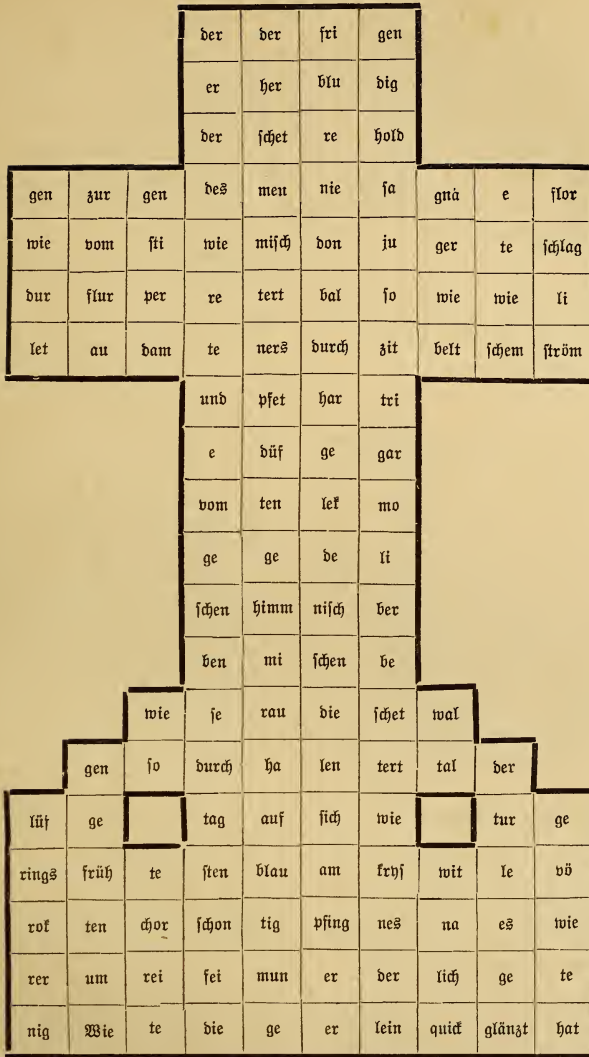 der der fri gen
er her blu dig
der ſchet re hold
gen zur gen des men nie ſa gnà e flor
wie vom ſti wie miſch don ju ger te ſchlag
dur flur per re tert bal ſo wie wie li
let au dam te ners durch zit belt ſchem ſtröm
und pfet har tri
e düf ge gar
vom ten lek mo
ge ge de li
ſchen himm niſch ber
ben mi ſchen be
wie ſe rau die ſchet wal
gen ſo durch ha len tert tal der
lüf ge tag auf ſich wie tur ge
rings früh te ſten blau am kryſ wit le vö
rok ten chor ſchon tig pfing nes na es wie
rer um rei fei mun er der lich ge te
nig Wie te die ge er lein quick glänzt hat